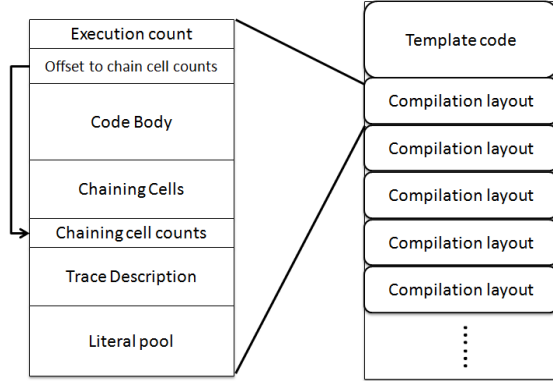 Execution count
Offset to chain cell counts
Code Body
Chaining Cells
Chaining cell counts
Trace Description
Literal pool
Template code
Compilation layout
Compilation layout
Compilation layout
Compilation layout
Compilation layout